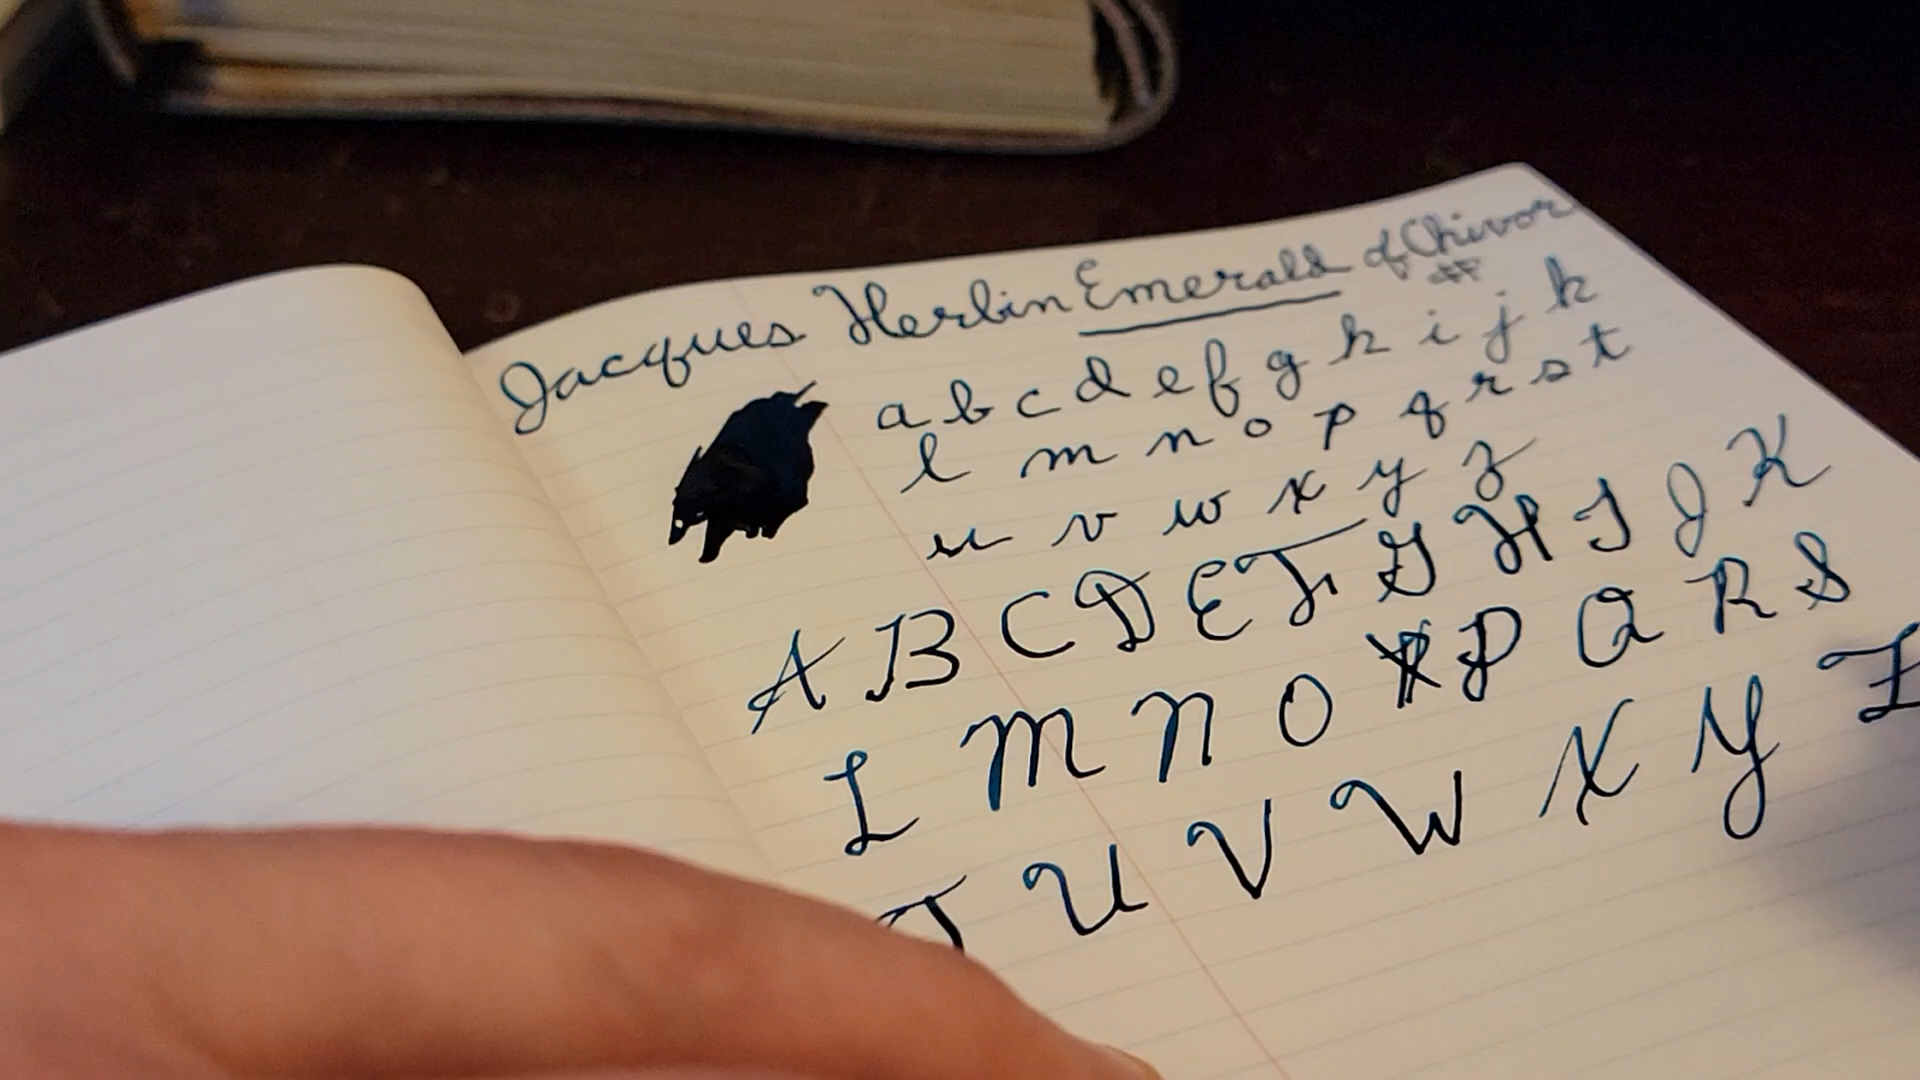 Jacques Herbin Emerald of Chivor
a b c d e f g h i j k
l m n o p q r s t
u v w x y z
A B C D E F G H I J K
L M N O P Q R S
T U V W X Y Z